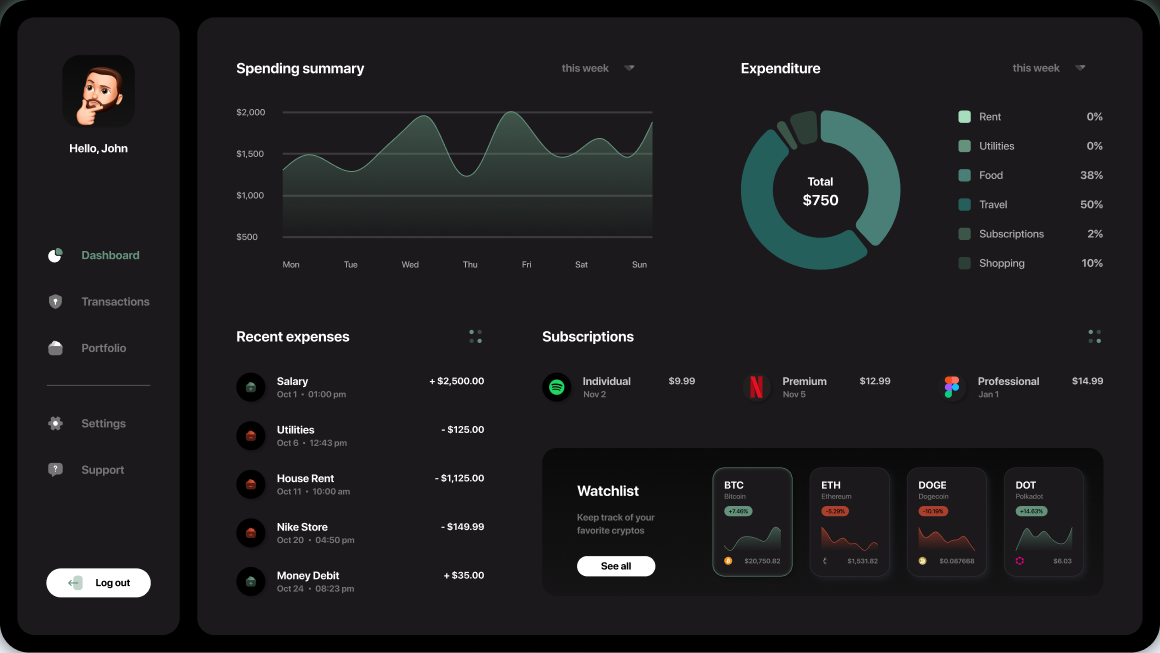 Hello, John
Dashboard
Transactions
Portfolio
Settings
Support
Log out
Spending summary
this week
$2,000
$1,500
$1,000
$500
Mon Tue Wed Thu Fri Sat Sun
Expenditure
this week
Total
$750
Rent 0%
Utilities 0%
Food 38%
Travel 50%
Subscriptions 2%
Shopping 10%
Recent expenses
Salary + $2,500.00
Oct 1 • 01:00 pm
Utilities - $125.00
Oct 6 • 12:43 pm
House Rent - $1,125.00
Oct 11 • 10:00 am
Nike Store - $149.99
Oct 20 • 04:50 pm
Money Debit + $35.00
Oct 24 • 08:23 pm
Subscriptions
Individual $9.99
Nov 2
Premium $12.99
Nov 5
Professional $14.99
Jan 1
Watchlist
Keep track of your
favorite cryptos
See all
BTC
Bitcoin
+7.46%
$20,750.82
ETH
Ethereum
-5.29%
$1,531.82
DOGE
Dogecoin
-10.19%
$0.087668
DOT
Polkadot
+14.63%
$6.03